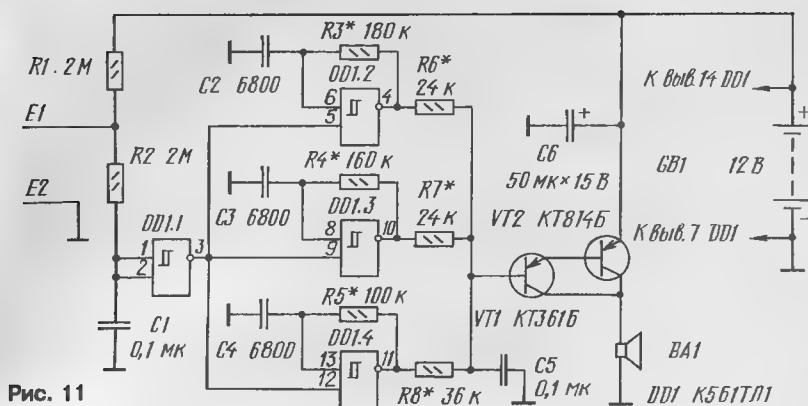 R1. 2 М
E1
R2 2М
E2
DD1.1
1
2
3
C1
0,1 мк
Рис. 11
R3* 180 к
C2 6800
DD1.2
6
5
4
R6*
24 к
R4* 160 к
C3 6800
DD1.3
8
9
10
R7*
24 к
R5* 100 к
C4 6800
DD1.4
13
12
11
R8* 36 к
C5
0,1 мк
+
C6
50 мк×15 В
VT2 КТ814Б
VT1 КТ361Б
К выв. 14 DD1
+
GB1 12 В
-
К выв. 7 DD1
BA1
DD1 К561ТЛ1